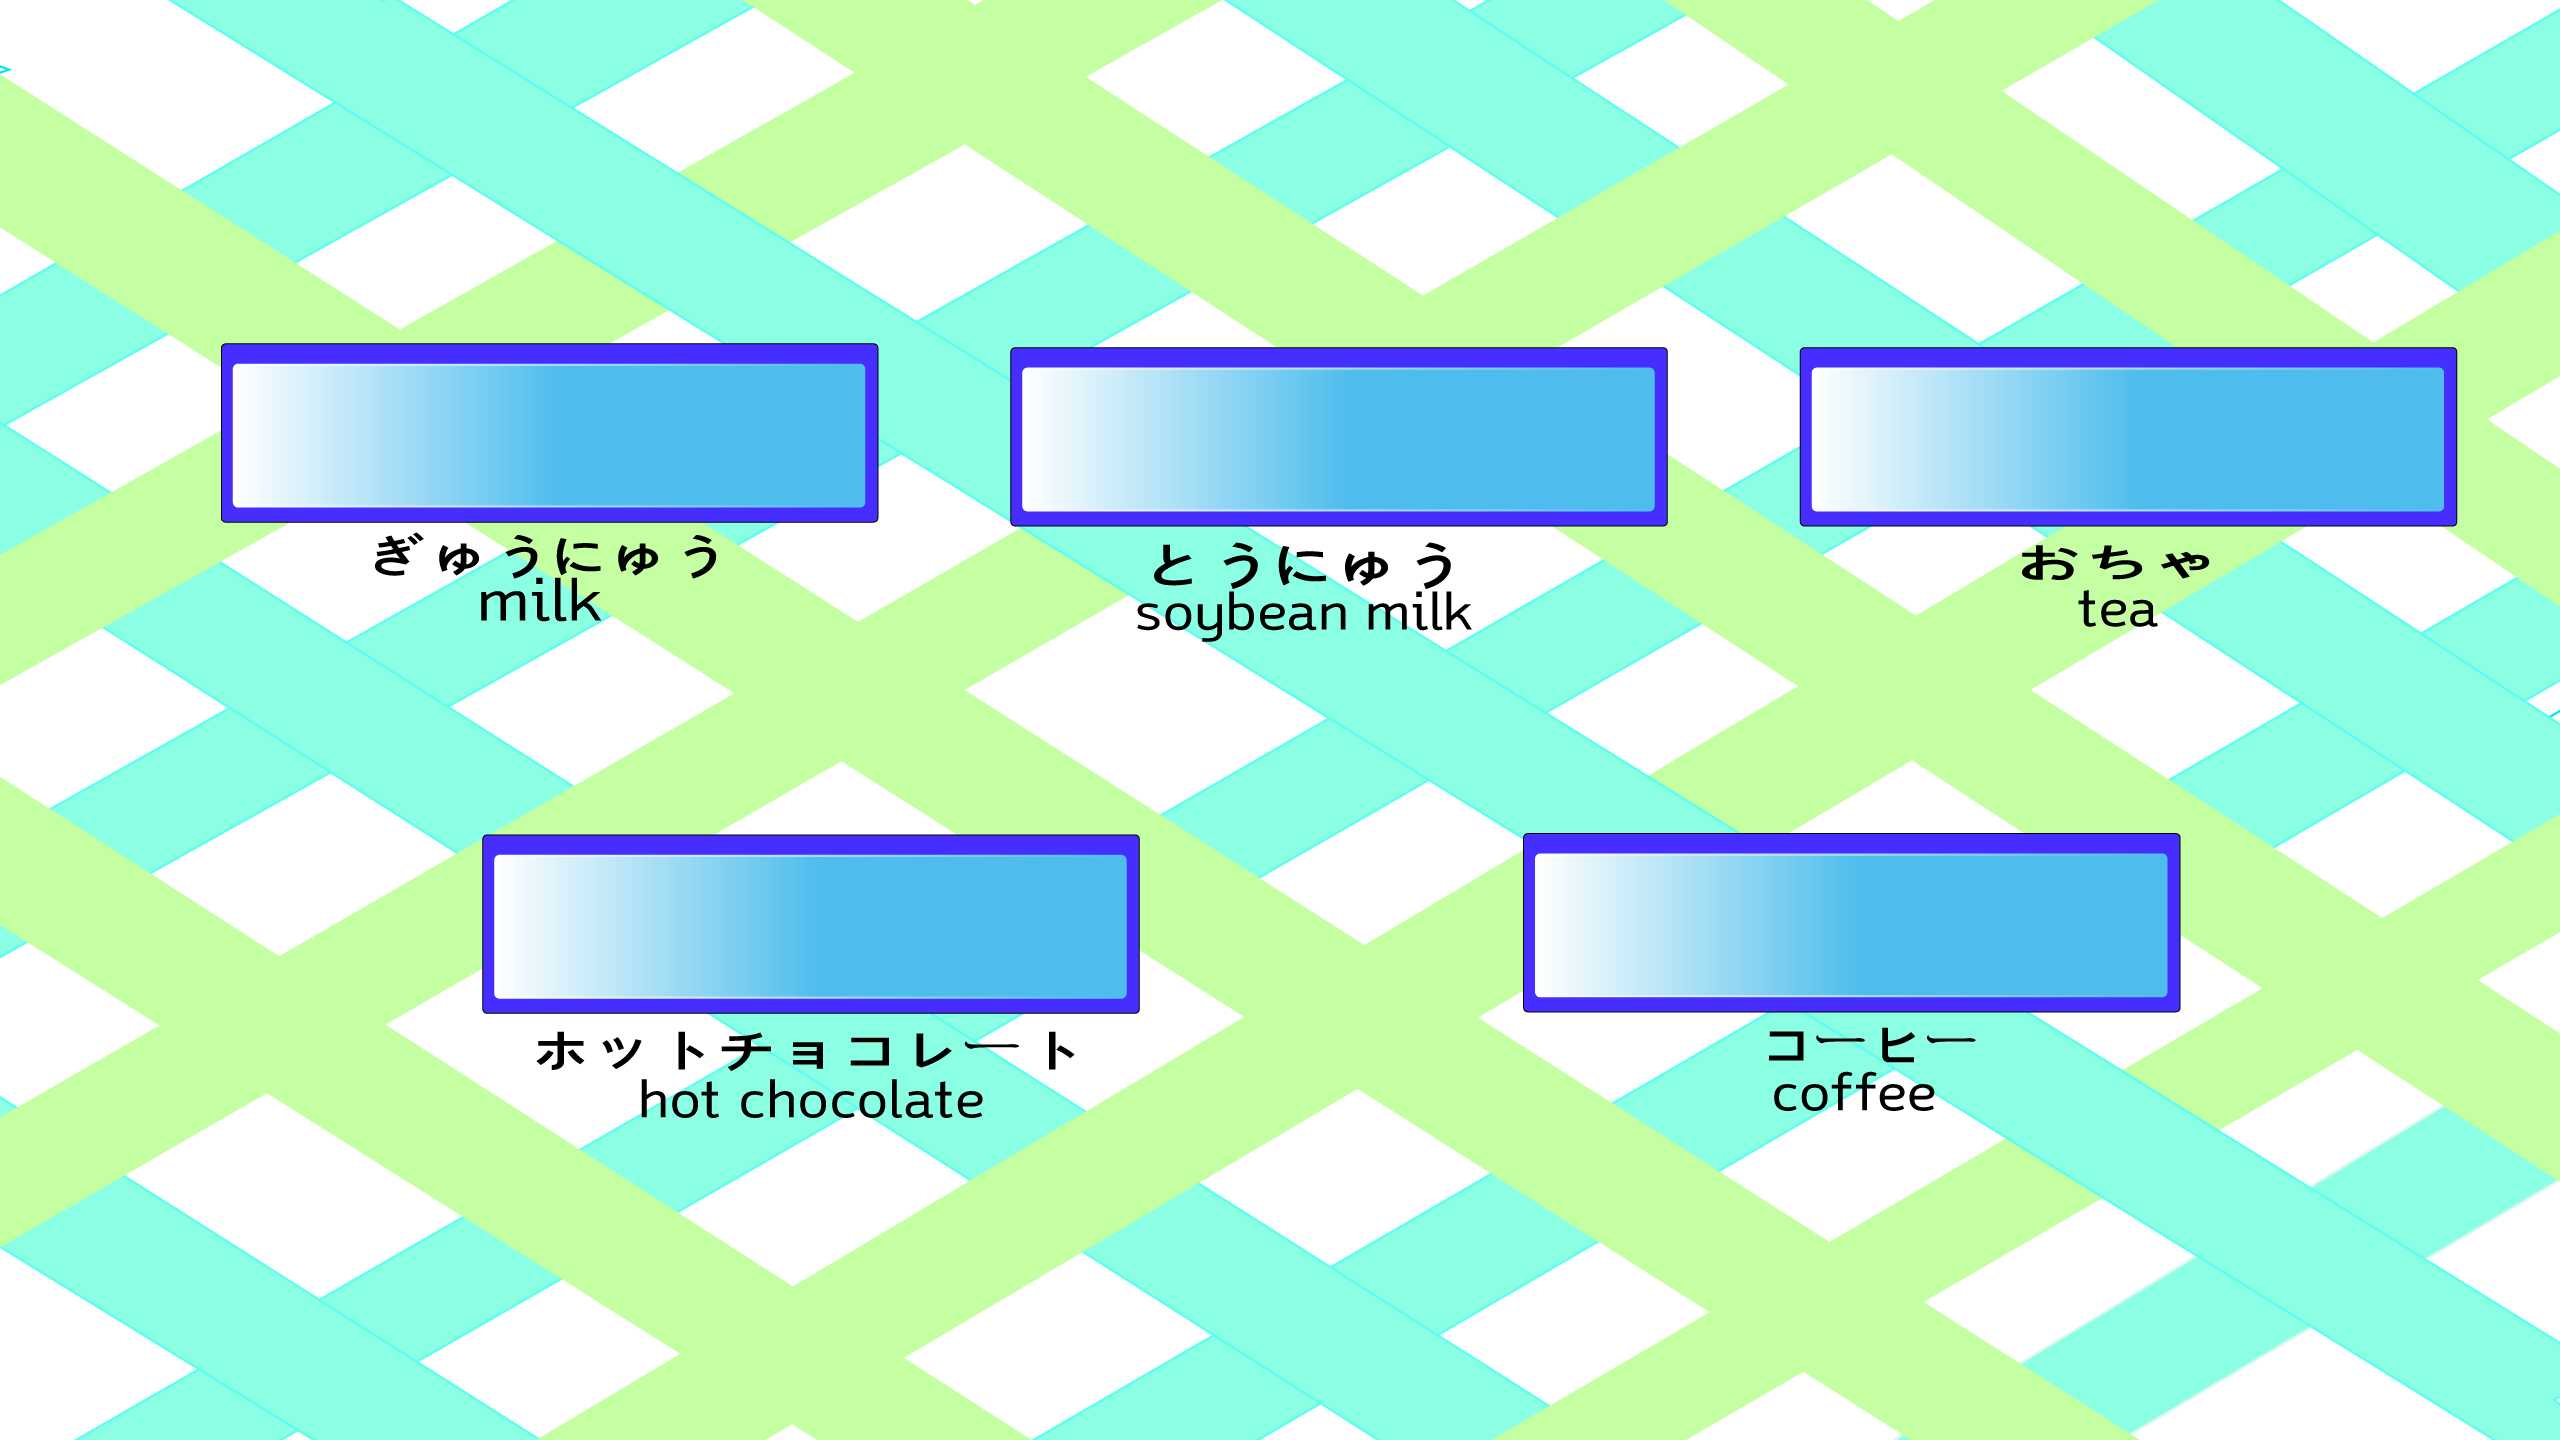 ぎゅうにゅう
milk
とうにゅう
soybean milk
おちゃ
tea
ホットチョコレート
hot chocolate
コーヒー
coffee